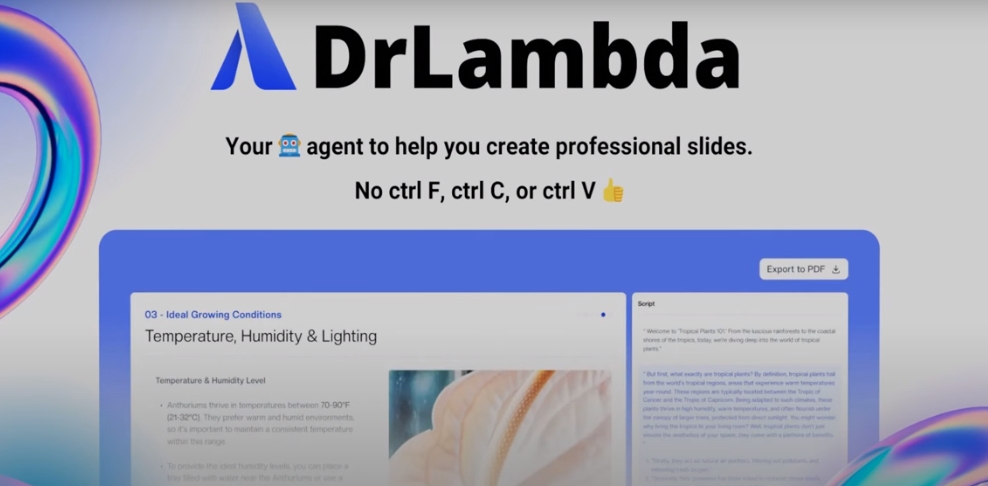 DrLambda
Your 🤖 agent to help you create professional slides.
No ctrl F, ctrl C, or ctrl V 👍
Export to PDF
03 - Ideal Growing Conditions
Temperature, Humidity & Lighting
Temperature & Humidity Level
• Anthuriums thrive in temperatures between 70-90°F
(21-32°C). They prefer warm and humid environments,
so it's important to maintain a consistent temperature
within this range.
• To provide the ideal humidity levels, you can place a
tray filled with water near the Anthuriums or use a
Script
"Welcome to 'Tropical Plants 101'. From the luscious rainforests to the coastal
shores of the tropics, today, we're diving deep into the world of tropical
plants."
"But first, what exactly are tropical plants? By definition, tropical plants hail
from the world's tropical regions, areas that experience warm temperatures
year-round. These regions are typically located between the Tropic of
Cancer and the Tropic of Capricorn. Being adapted to such climates, these
plants thrive in high humidity, warm temperatures, and often flourish under
the canopy of larger trees, protected from direct sunlight. You might wonder,
why bring the tropics to your living room? Well, tropical plants don't just
elevate the aesthetics of your space; they come with a plethora of benefits.
"